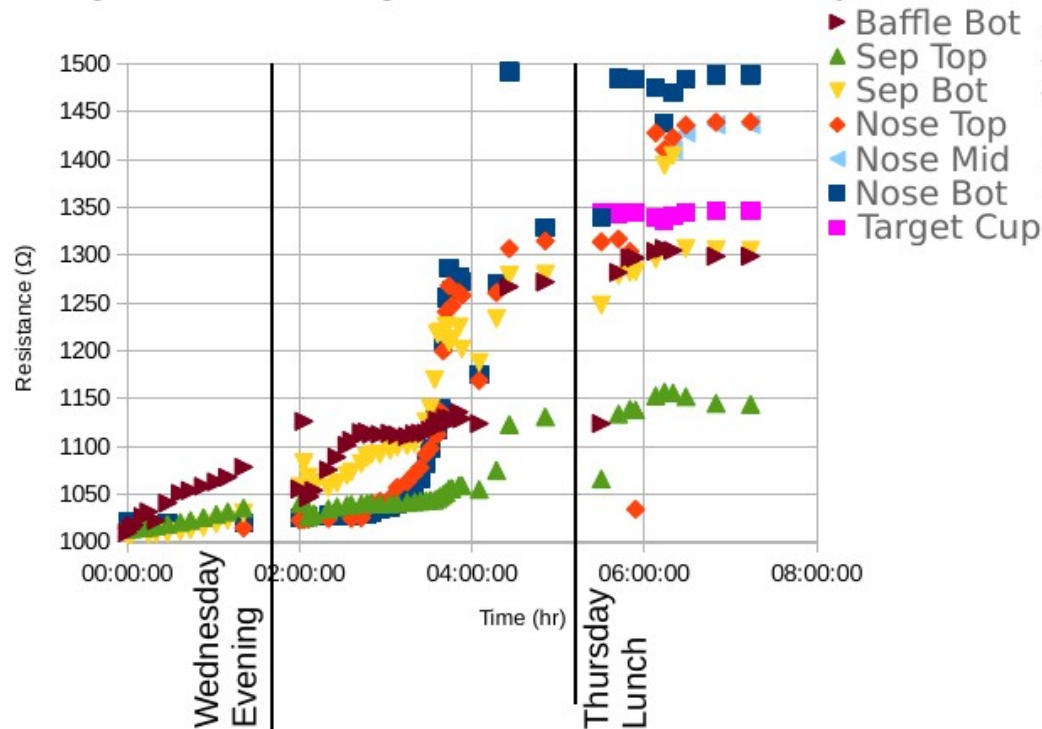 Baffle Bot
Sep Top
Sep Bot
Nose Top
Nose Mid
Nose Bot
Target Cup
1500
1450
1400
1350
1300
1250
1200
1150
1100
1050
1000
Resistance (Ω)
00:00:00
02:00:00
04:00:00
06:00:00
08:00:00
Time (hr)
Wednesday
Evening
Thursday
Lunch